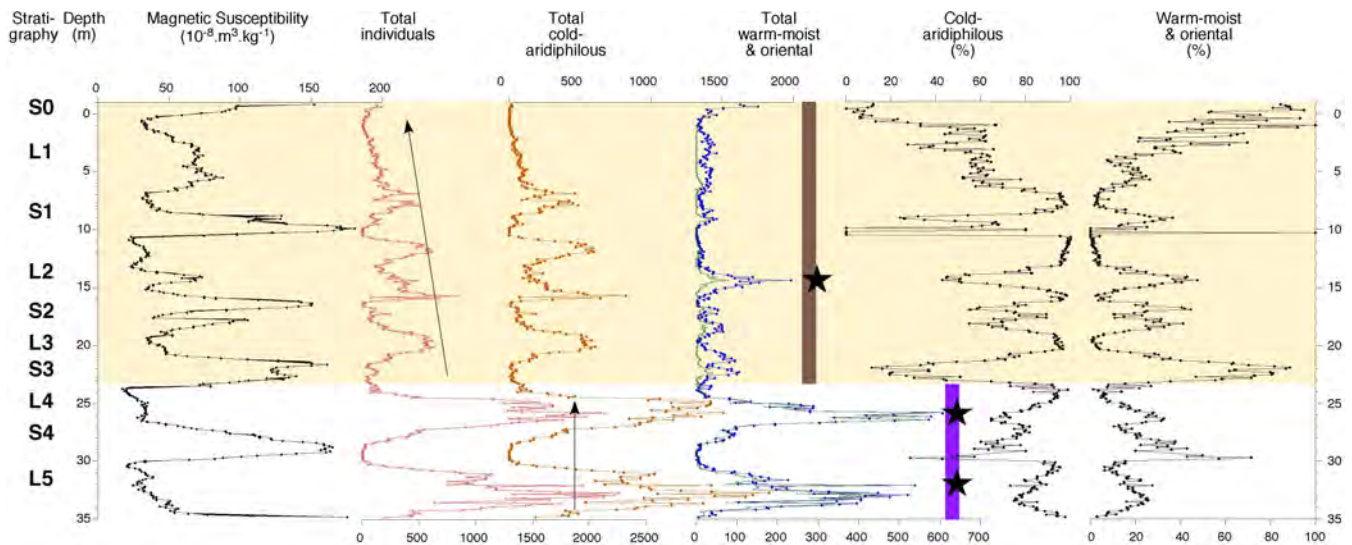 Strati-
graphy
Depth
(m)
Magnetic Susceptibility
(10⁻⁸.m³.kg⁻¹)
Total
individuals
Total
cold-
aridiphilous
Total
warm-moist
& oriental
Cold-
aridiphilous
(%)
Warm-moist
& oriental
(%)
0 50 100 150
0 200
0 500 1000
1400 2000
0 20 40 60 80 100
S0
L1
S1
L2
S2
L3
S3
L4
S4
L5
0
5
10
15
20
25
30
35
0
5
10
15
20
25
30
35
0 500 1000 1500 2000 2500
0 100 200 300 400 500 600 700
0 20 40 60 80 100